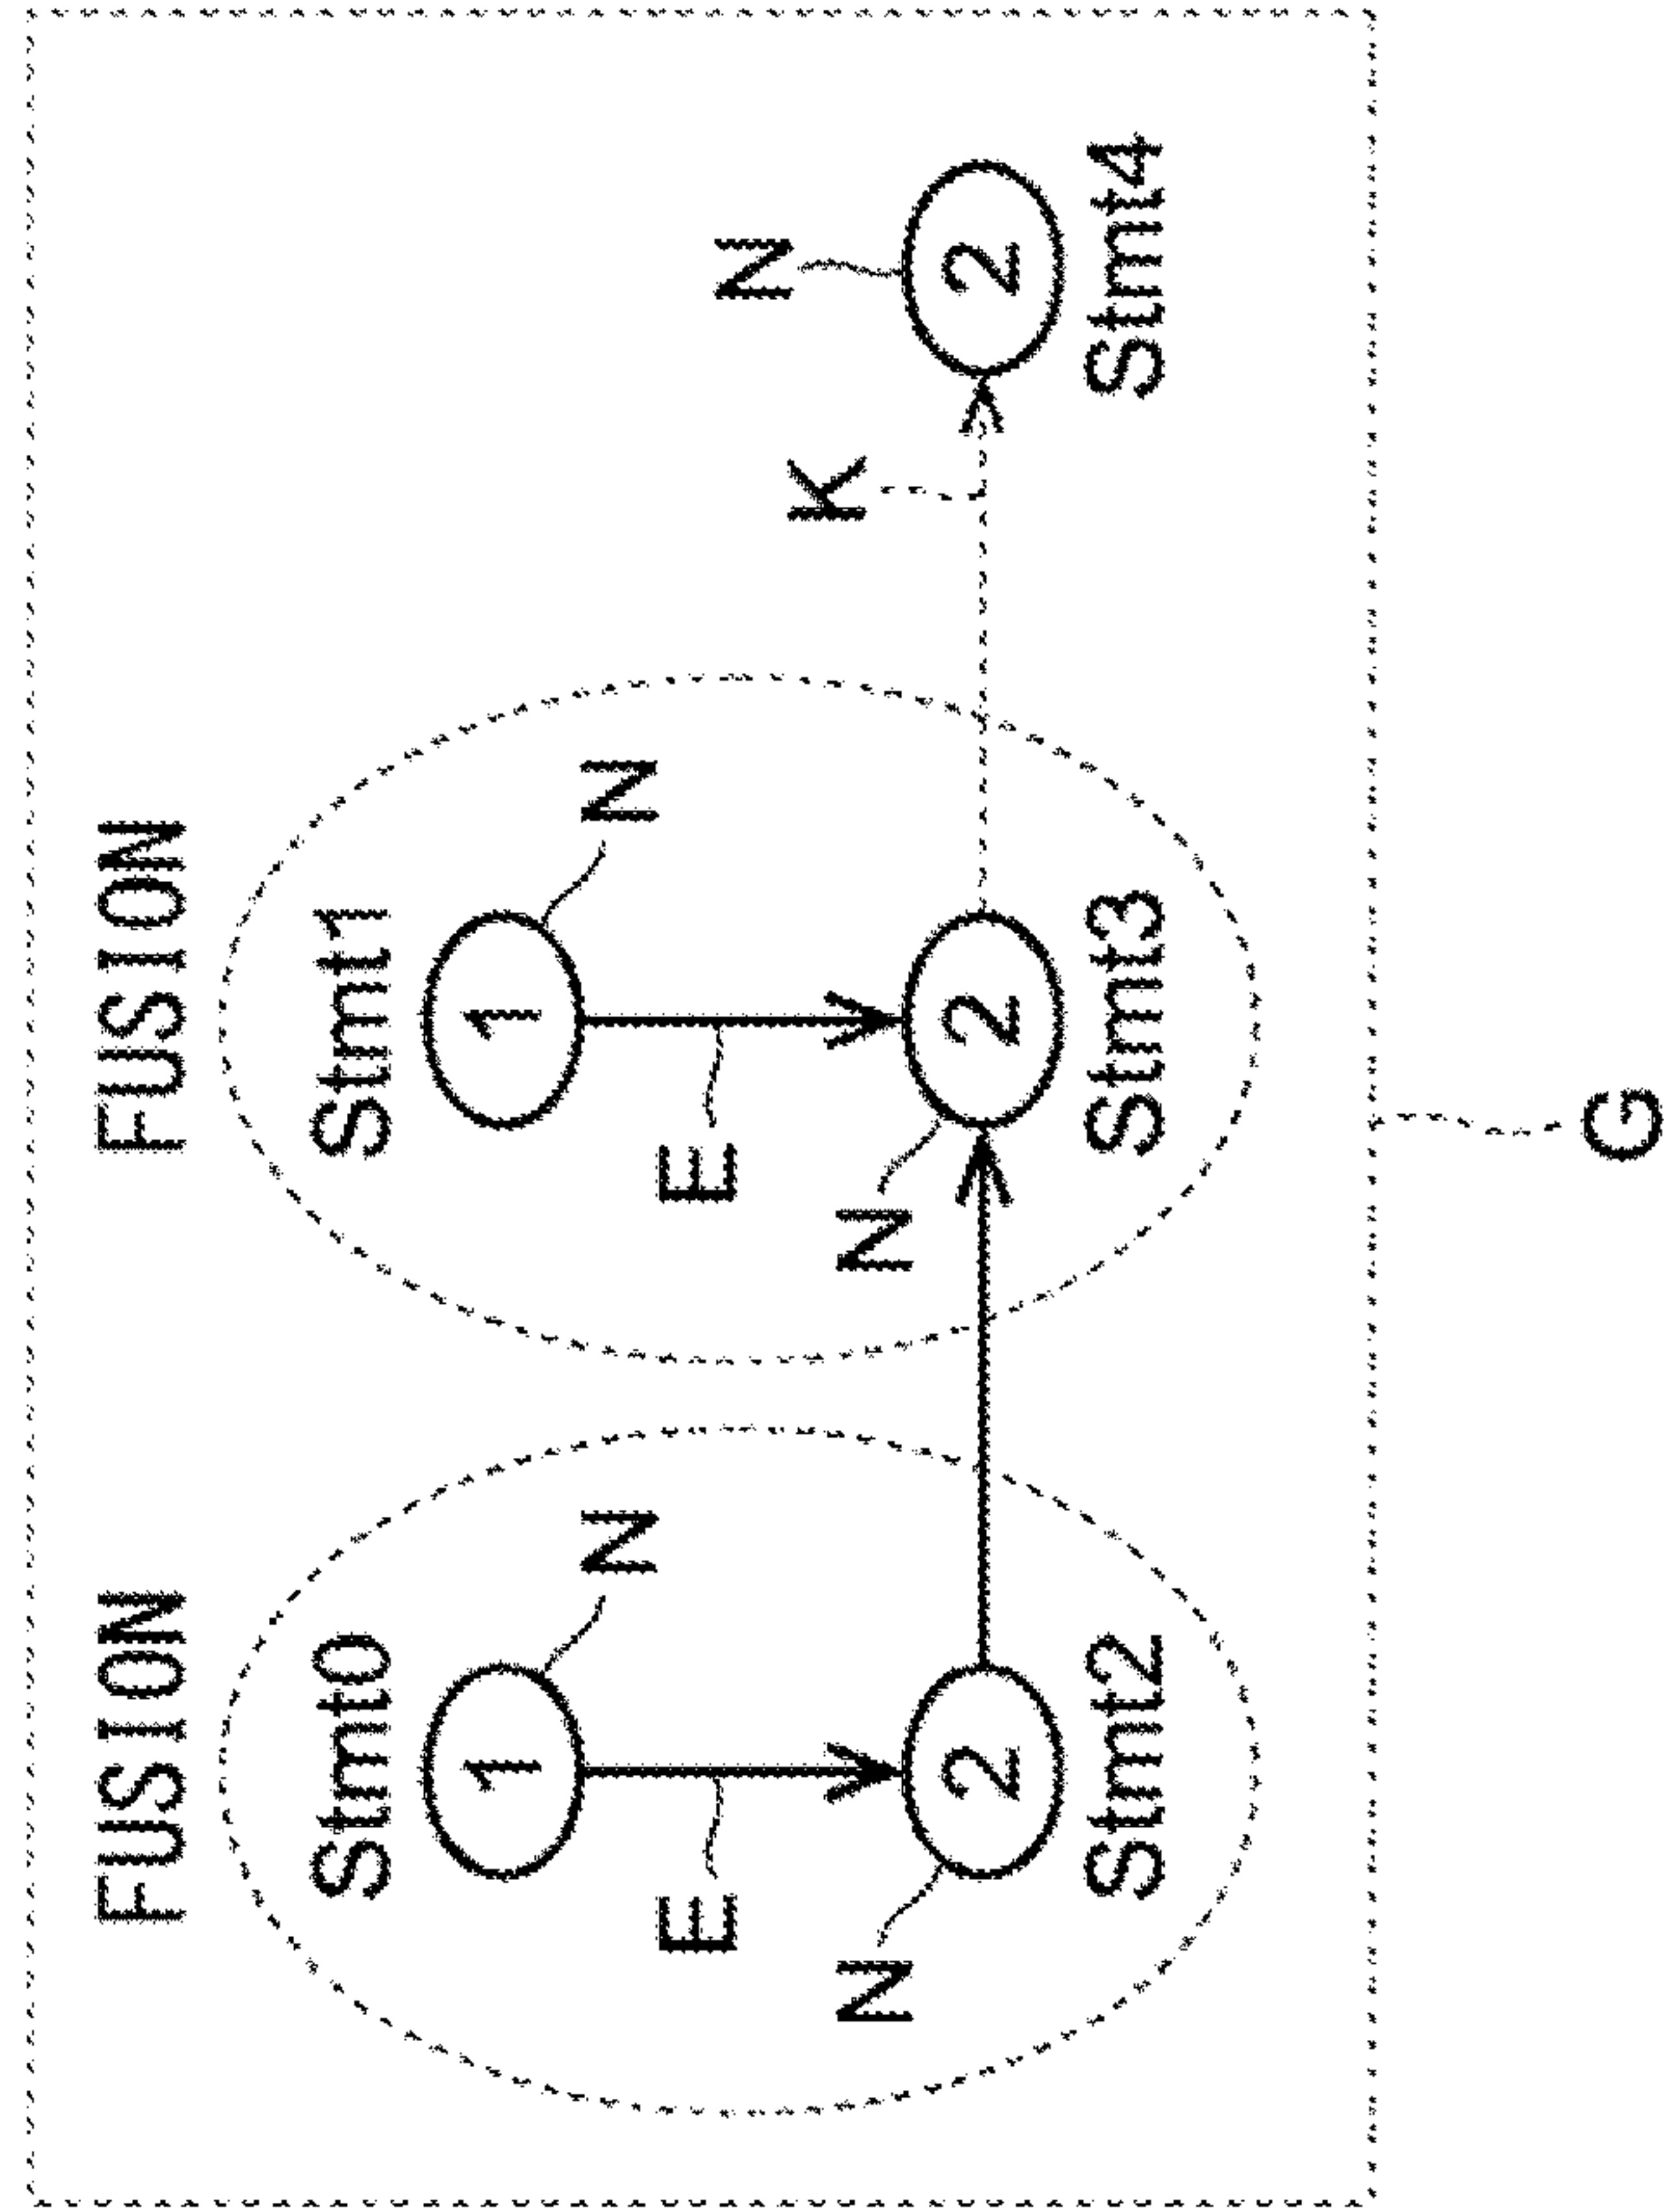 FUSION FUSION
Stmt0 Stmt1
1 1
N N
E E
N
K
N N
2 2 2
Stmt2 Stmt3 Stmt4
G